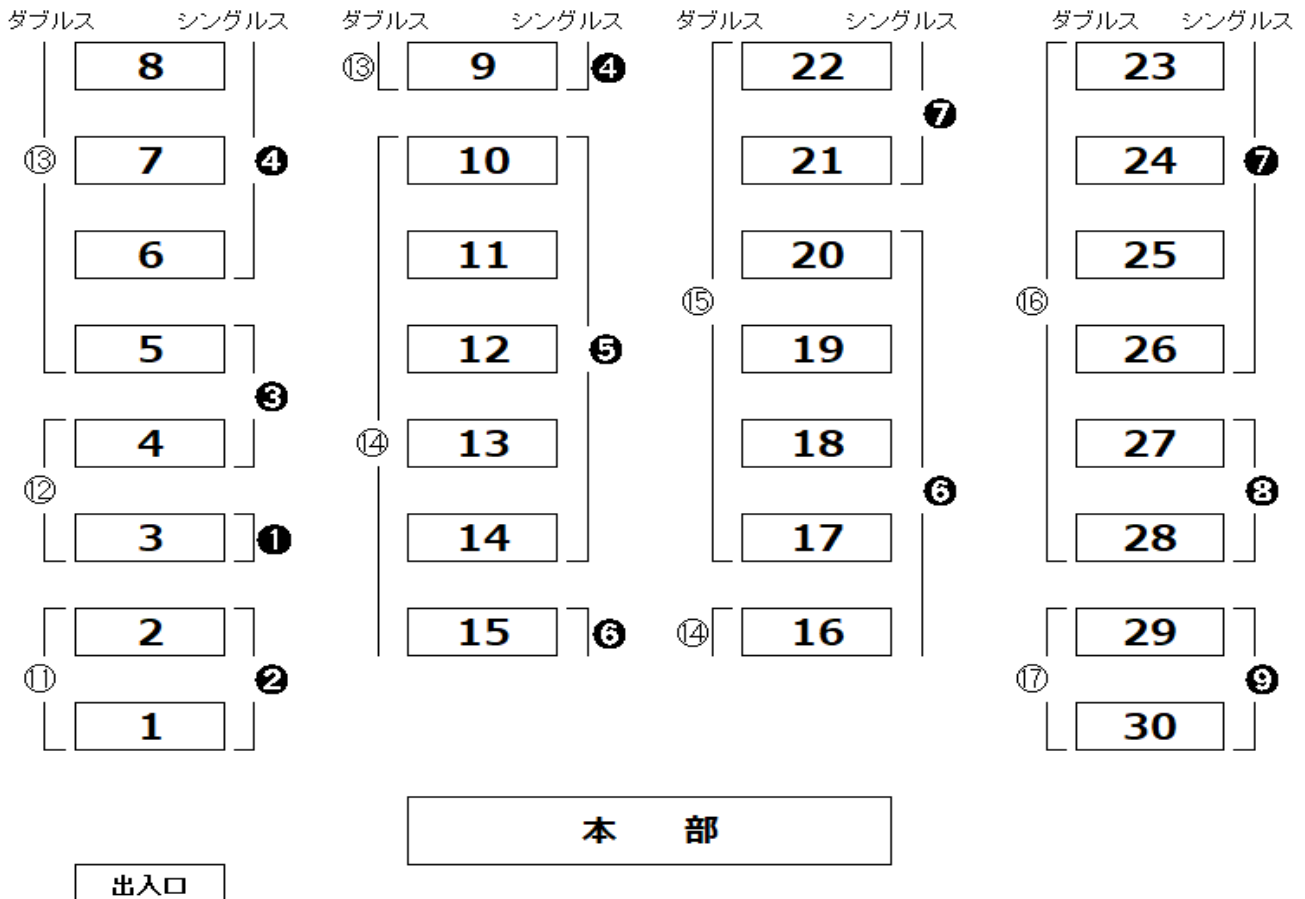 ダブルス シングルス ダブルス シングルス ダブルス シングルス ダブルス シングルス
8 ⑬ 9 ❹ 22 23
❼
⑬ 7 ❹ 10 21 24 ❼
6 11 20 25
⑮ ⑯
5 12 ❺ 19 26
❸
4 ⑭ 13 18 27
⑫ ❻ ❽
3 ❶ 14 17 28
2 15 ❻ ⑭ 16 29
⑪ ❷ ⑰ ❾
1 30
本 部
出入口